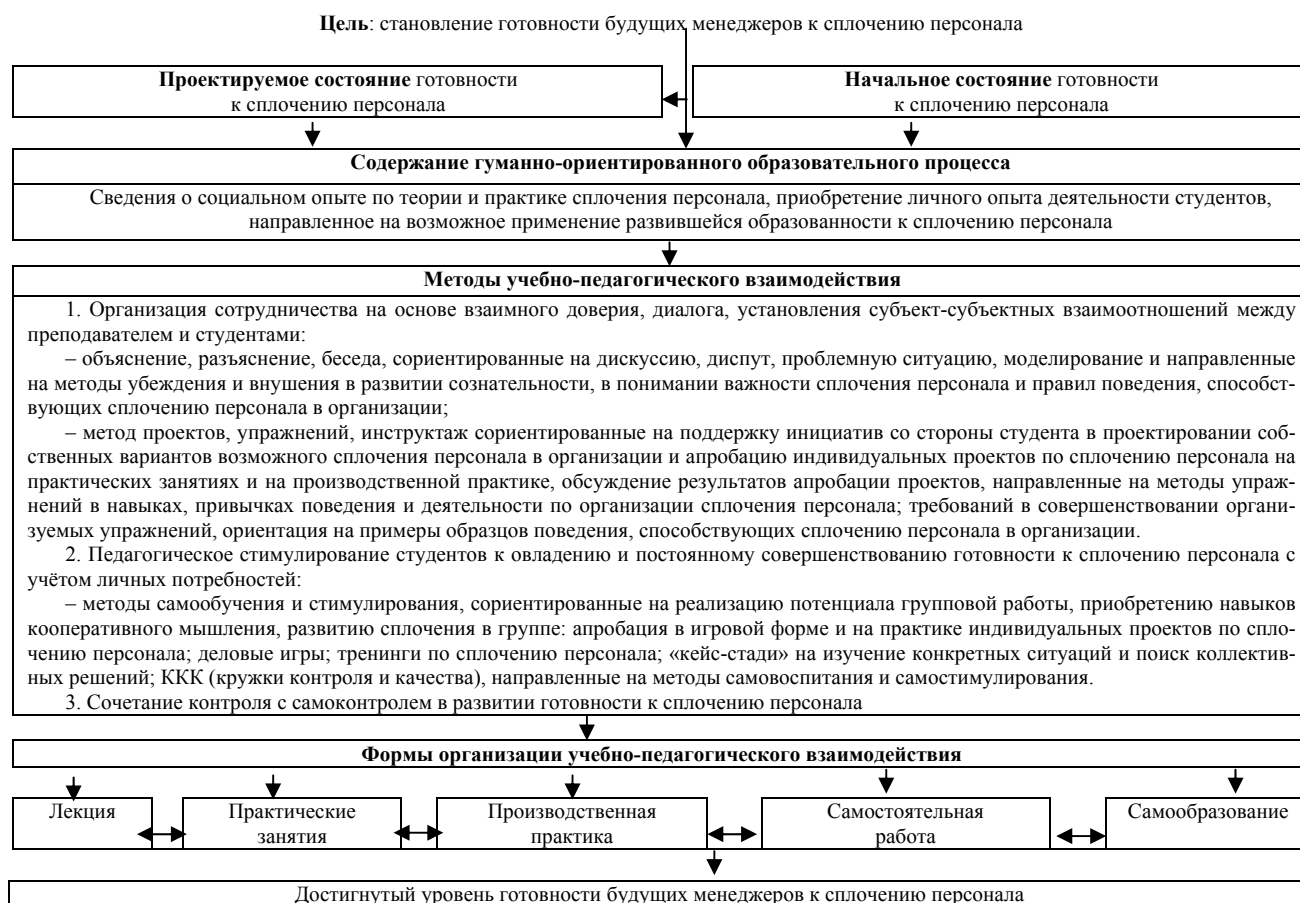 Цель: становление готовности будущих менеджеров к сплочению персонала
Проектируемое состояние готовности
к сплочению персонала
Начальное состояние готовности
к сплочению персонала
Содержание гуманно-ориентированного образовательного процесса
Сведения о социальном опыте по теории и практике сплочения персонала, приобретение личного опыта деятельности студентов,
направленное на возможное применение развившейся образованности к сплочению персонала
Методы учебно-педагогического взаимодействия
1. Организация сотрудничества на основе взаимного доверия, диалога, установления субъект-субъектных взаимоотношений между
преподавателем и студентами:
– объяснение, разъяснение, беседа, сориентированные на дискуссию, диспут, проблемную ситуацию, моделирование и направленные
на методы убеждения и внушения в развитии сознательности, в понимании важности сплочения персонала и правил поведения, способст-
вующих сплочению персонала в организации;
– метод проектов, упражнений, инструктаж сориентированные на поддержку инициатив со стороны студента в проектировании соб-
ственных вариантов возможного сплочения персонала в организации и апробацию индивидуальных проектов по сплочению персонала на
практических занятиях и на производственной практике, обсуждение результатов апробации проектов, направленные на методы упраж-
нений в навыках, привычках поведения и деятельности по организации сплочения персонала; требований в совершенствовании органи-
зуемых упражнений, ориентация на примеры образцов поведения, способствующих сплочению персонала в организации.
2. Педагогическое стимулирование студентов к овладению и постоянному совершенствованию готовности к сплочению персонала с
учётом личных потребностей:
– методы самообучения и стимулирования, сориентированные на реализацию потенциала групповой работы, приобретению навыков
кооперативного мышления, развитию сплочения в группе: апробация в игровой форме и на практике индивидуальных проектов по спло-
чению персонала; деловые игры; тренинги по сплочению персонала; «кейс-стади» на изучение конкретных ситуаций и поиск коллектив-
ных решений; ККК (кружки контроля и качества), направленные на методы самовоспитания и самостимулирования.
3. Сочетание контроля с самоконтролем в развитии готовности к сплочению персонала
Формы организации учебно-педагогического взаимодействия
Лекция
Практические
занятия
Производственная
практика
Самостоятельная
работа
Самообразование
Достигнутый уровень готовности будущих менеджеров к сплочению персонала